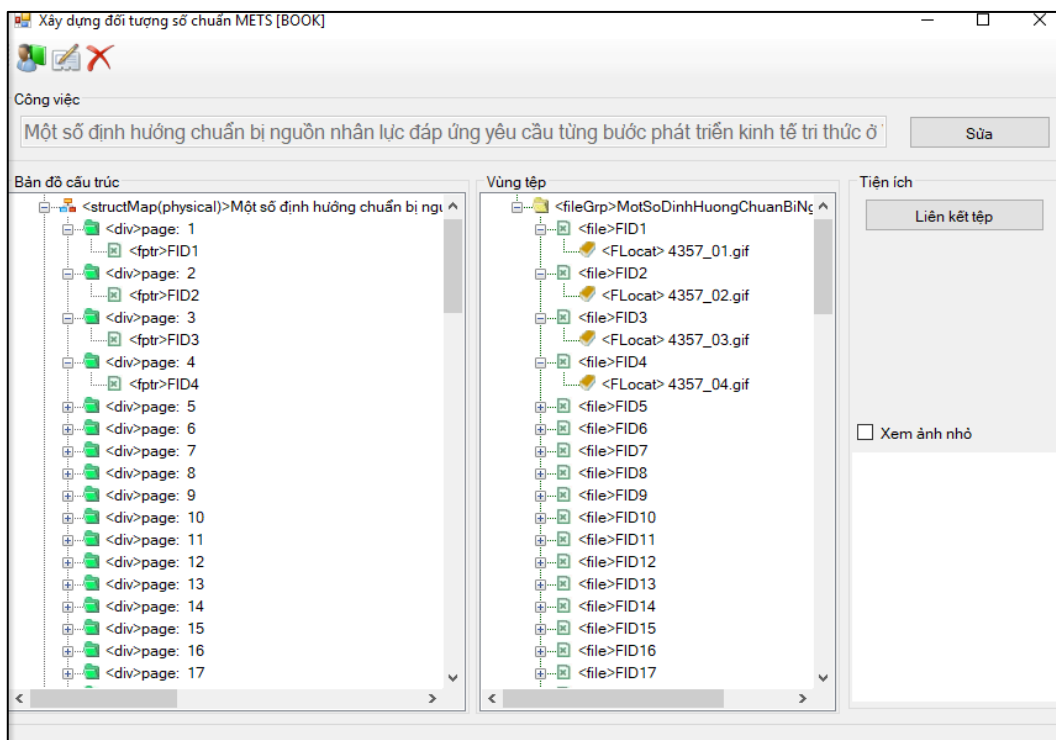 Xây dựng đối tượng số chuẩn METS [BOOK]
Công việc
Một số định hướng chuẩn bị nguồn nhân lực đáp ứng yêu cầu từng bước phát triển kinh tế tri thức ở
Sửa
Bản đồ cấu trúc
<structMap(physical)>Một số định hướng chuẩn bị ngu
<div>page: 1
<fptr>FID1
<div>page: 2
<fptr>FID2
<div>page: 3
<fptr>FID3
<div>page: 4
<fptr>FID4
<div>page: 5
<div>page: 6
<div>page: 7
<div>page: 8
<div>page: 9
<div>page: 10
<div>page: 11
<div>page: 12
<div>page: 13
<div>page: 14
<div>page: 15
<div>page: 16
<div>page: 17
Vùng tệp
<fileGrp>MotSoDinhHuongChuanBiNg
<file>FID1
<FLocat> 4357_01.gif
<file>FID2
<FLocat> 4357_02.gif
<file>FID3
<FLocat> 4357_03.gif
<file>FID4
<FLocat> 4357_04.gif
<file>FID5
<file>FID6
<file>FID7
<file>FID8
<file>FID9
<file>FID10
<file>FID11
<file>FID12
<file>FID13
<file>FID14
<file>FID15
<file>FID16
<file>FID17
Tiện ích
Liên kết tệp
Xem ảnh nhỏ